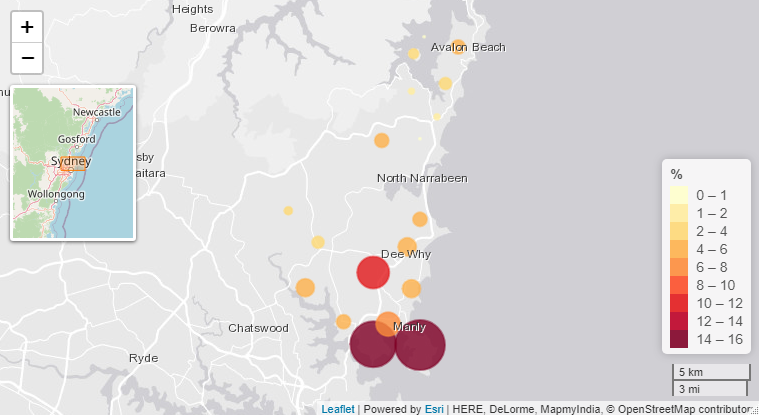 +
−
Heights
Berowra
Avalon Beach
Newcastle
Gosford
Sydney
Wollongong
sby
aitara
North Narrabeen
Dee Why
Chatswood
Manly
Ryde
%
0 – 1
1 – 2
2 – 4
4 – 6
6 – 8
8 – 10
10 – 12
12 – 14
14 – 16
5 km
3 mi
Leaflet | Powered by Esri | HERE, DeLorme, MapmyIndia, © OpenStreetMap contributor